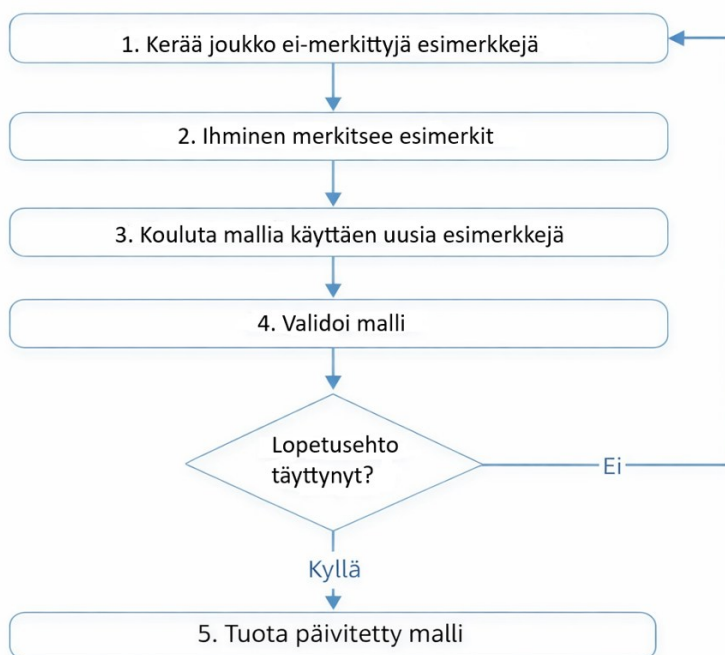 1. Kerää joukko ei-merkittyjä esimerkkejä
2. Ihminen merkitsee esimerkit
3. Kouluta mallia käyttäen uusia esimerkkejä
4. Validoi malli
Lopetusehto
täyttynyt?
Ei
Kyllä
5. Tuota päivitetty malli